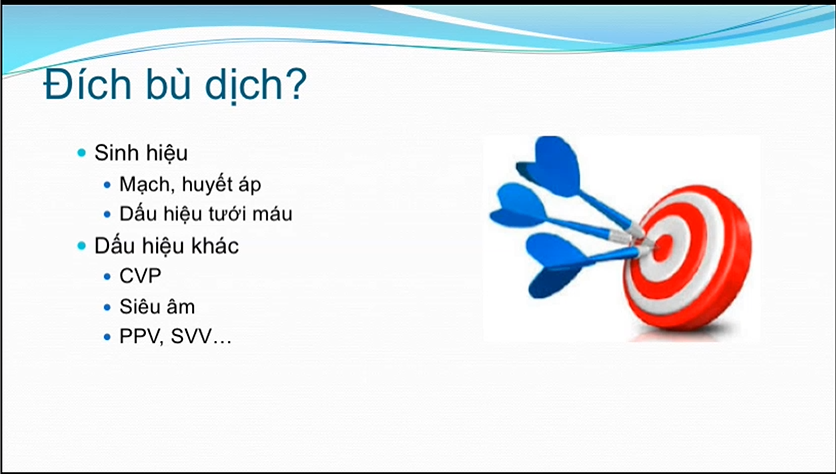 Đích bù dịch?
Sinh hiệu
Mạch, huyết áp
Dấu hiệu tưới máu
Dấu hiệu khác
CVP
Siêu âm
PPV, SVV…